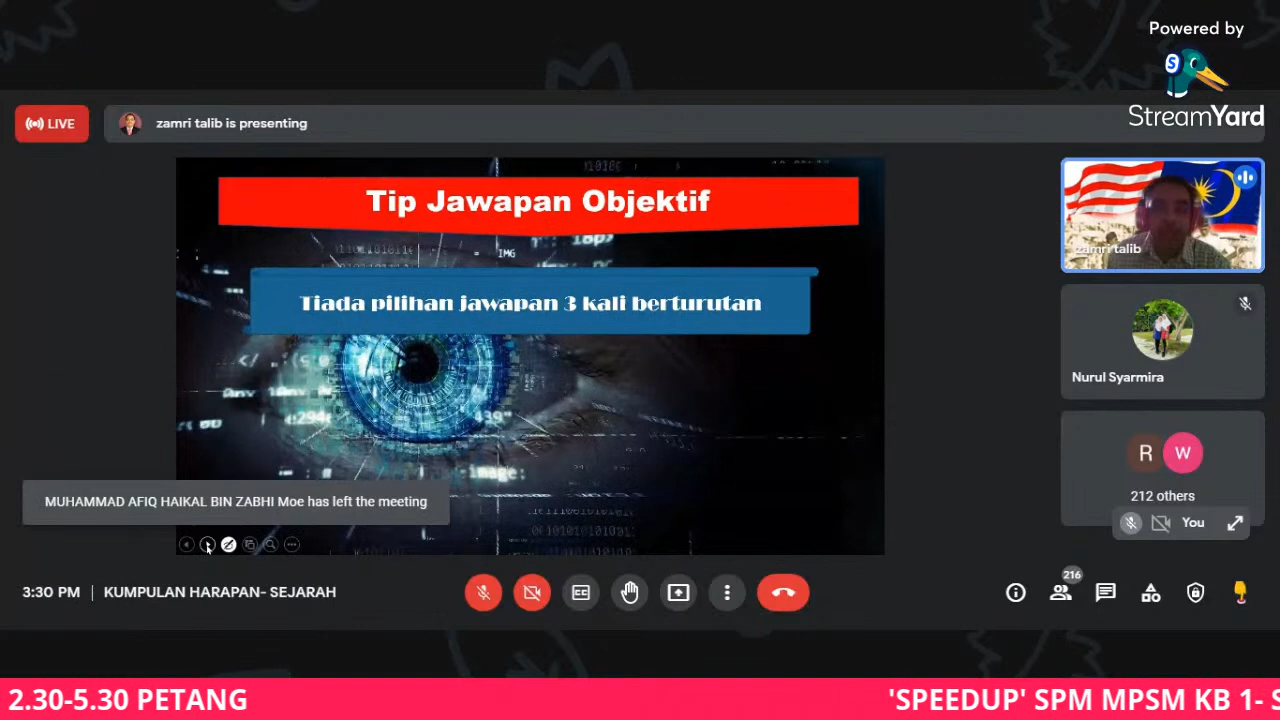 Powered by
StreamYard
LIVE
zamri talib is presenting
Tip Jawapan Objektif
IMG
Tiada pilihan jawapan 3 kali berturutan
zamri talib
Nurul Syarmira
R W
212 others
You
MUHAMMAD AFIQ HAIKAL BIN ZABHI Moe has left the meeting
3:30 PM | KUMPULAN HARAPAN- SEJARAH
216
2.30-5.30 PETANG
'SPEEDUP' SPM MPSM KB 1- S